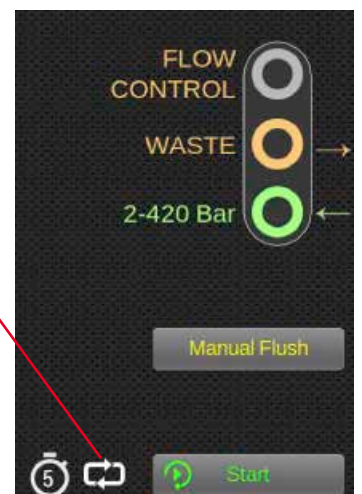 FLOW
CONTROL
WASTE
2-420 Bar
Manual Flush
5
Start